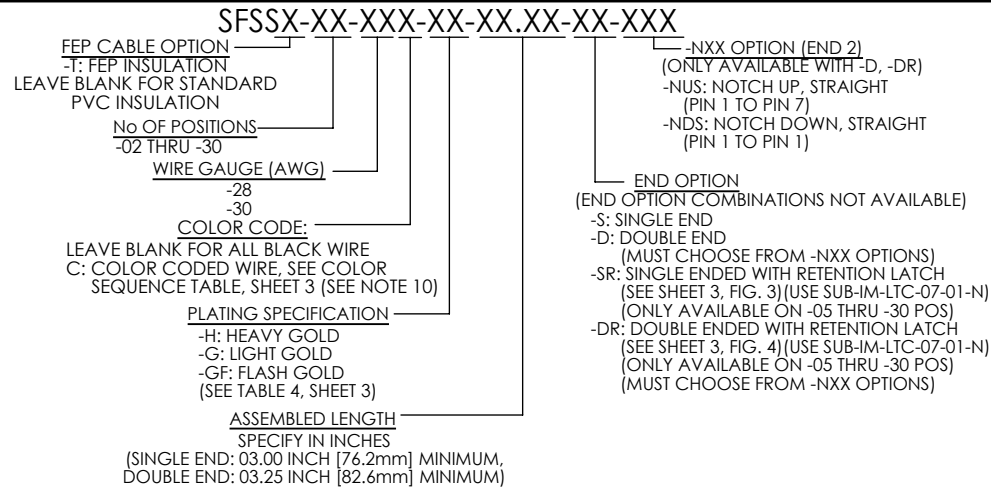 SFSSX-XX-XXX-XX-XX.XX-XX-XXX
FEP CABLE OPTION
-T: FEP INSULATION
LEAVE BLANK FOR STANDARD
PVC INSULATION
No OF POSITIONS
-02 THRU -30
WIRE GAUGE (AWG)
-28
-30
COLOR CODE:
LEAVE BLANK FOR ALL BLACK WIRE
C: COLOR CODED WIRE, SEE COLOR
SEQUENCE TABLE, SHEET 3 (SEE NOTE 10)
PLATING SPECIFICATION
-H: HEAVY GOLD
-G: LIGHT GOLD
-GF: FLASH GOLD
(SEE TABLE 4, SHEET 3)
ASSEMBLED LENGTH
SPECIFY IN INCHES
(SINGLE END: 03.00 INCH [76.2mm] MINIMUM,
DOUBLE END: 03.25 INCH [82.6mm] MINIMUM)
-NXX OPTION (END 2)
(ONLY AVAILABLE WITH -D, -DR)
-NUS: NOTCH UP, STRAIGHT
(PIN 1 TO PIN 7)
-NDS: NOTCH DOWN, STRAIGHT
(PIN 1 TO PIN 1)
END OPTION
(END OPTION COMBINATIONS NOT AVAILABLE)
-S: SINGLE END
-D: DOUBLE END
(MUST CHOOSE FROM -NXX OPTIONS)
-SR: SINGLE ENDED WITH RETENTION LATCH
(SEE SHEET 3, FIG. 3)(USE SUB-IM-LTC-07-01-N)
(ONLY AVAILABLE ON -05 THRU -30 POS)
-DR: DOUBLE ENDED WITH RETENTION LATCH
(SEE SHEET 3, FIG. 4)(USE SUB-IM-LTC-07-01-N)
(ONLY AVAILABLE ON -05 THRU -30 POS)
(MUST CHOOSE FROM -NXX OPTIONS)